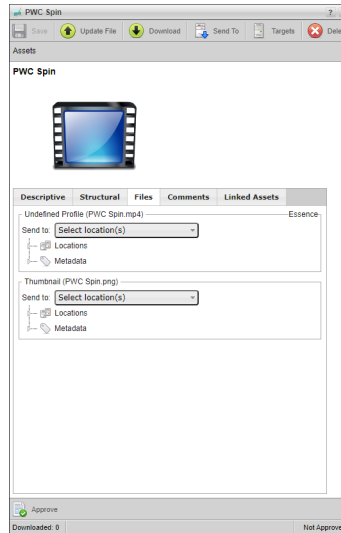 PWC Spin ?
Save Update File Download Send To Targets Dele
Assets
PWC Spin
Descriptive Structural Files Comments Linked Assets
Undefined Profile (PWC Spin.mp4) Essence
Send to: Select location(s)
Locations
Metadata
Thumbnail (PWC Spin.png)
Send to: Select location(s)
Locations
Metadata
Approve
Downloaded: 0 Not Approve